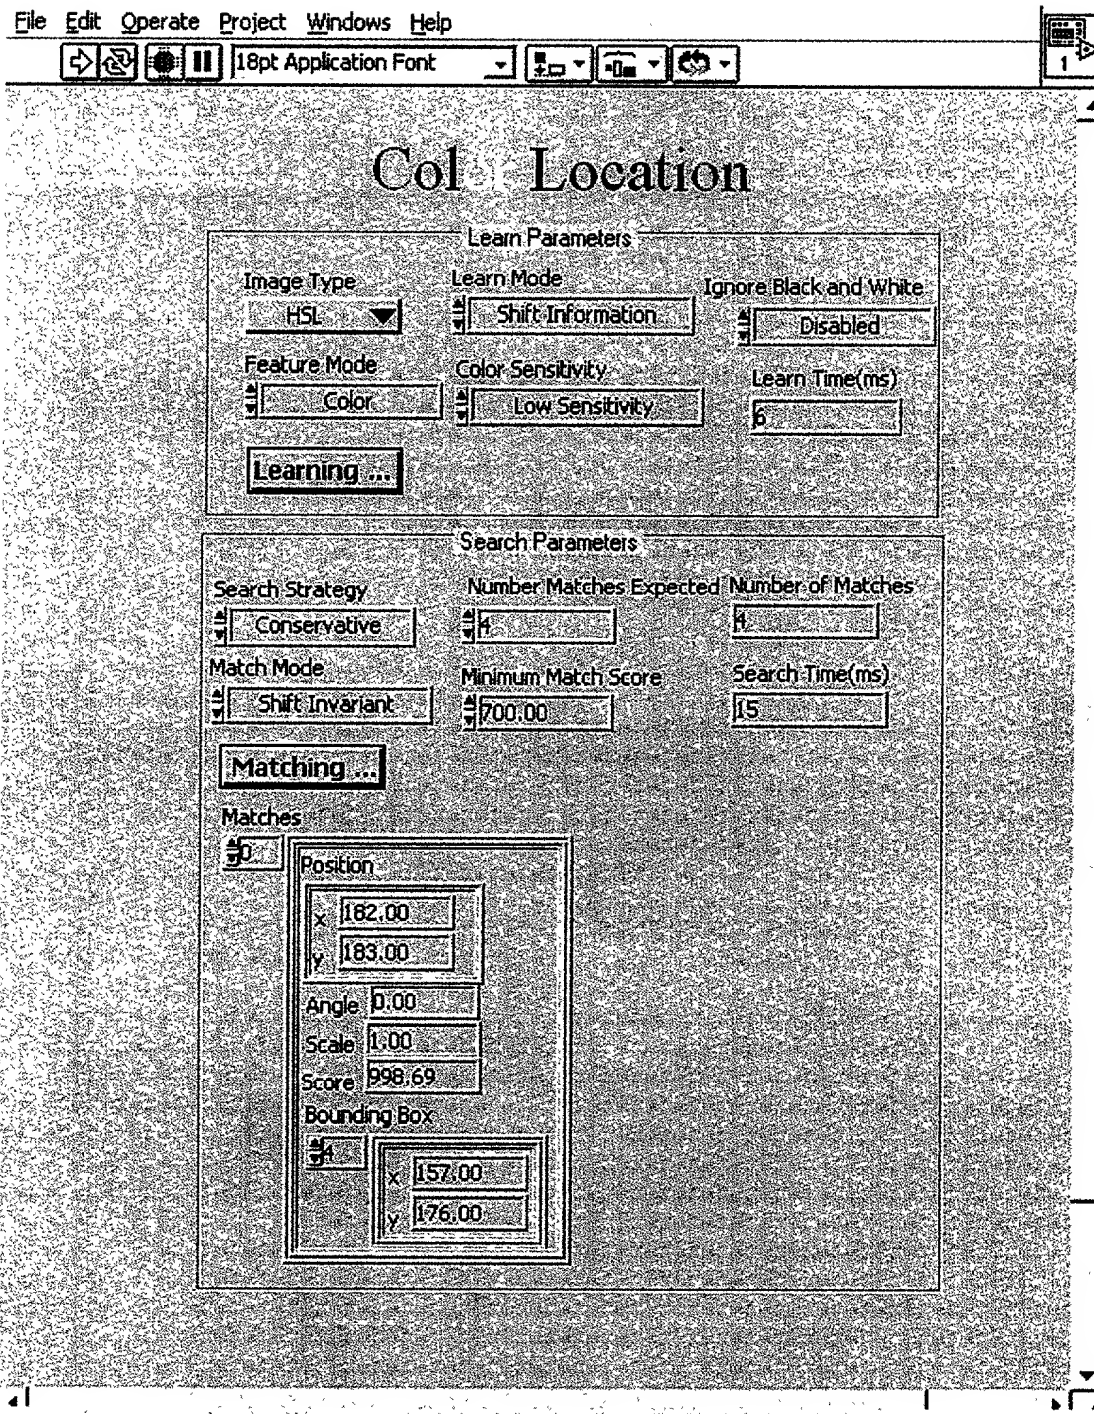 File Edit Operate Project Windows Help
18pt Application Font
1
Col Location
Learn Parameters
Image Type Learn Mode Ignore Black and White
HSL Shift Information Disabled
Feature Mode Color Sensitivity Learn Time(ms)
Color Low Sensitivity 6
Learning ...
Search Parameters
Search Strategy Number Matches Expected Number of Matches
Conservative 4 4
Match Mode Minimum Match Score Search Time(ms)
Shift Invariant 700.00 15
Matching ...
Matches
0
Position
x 182.00
y 183.00
Angle 0.00
Scale 1.00
Score 998.69
Bounding Box
4
x 157.00
y 176.00